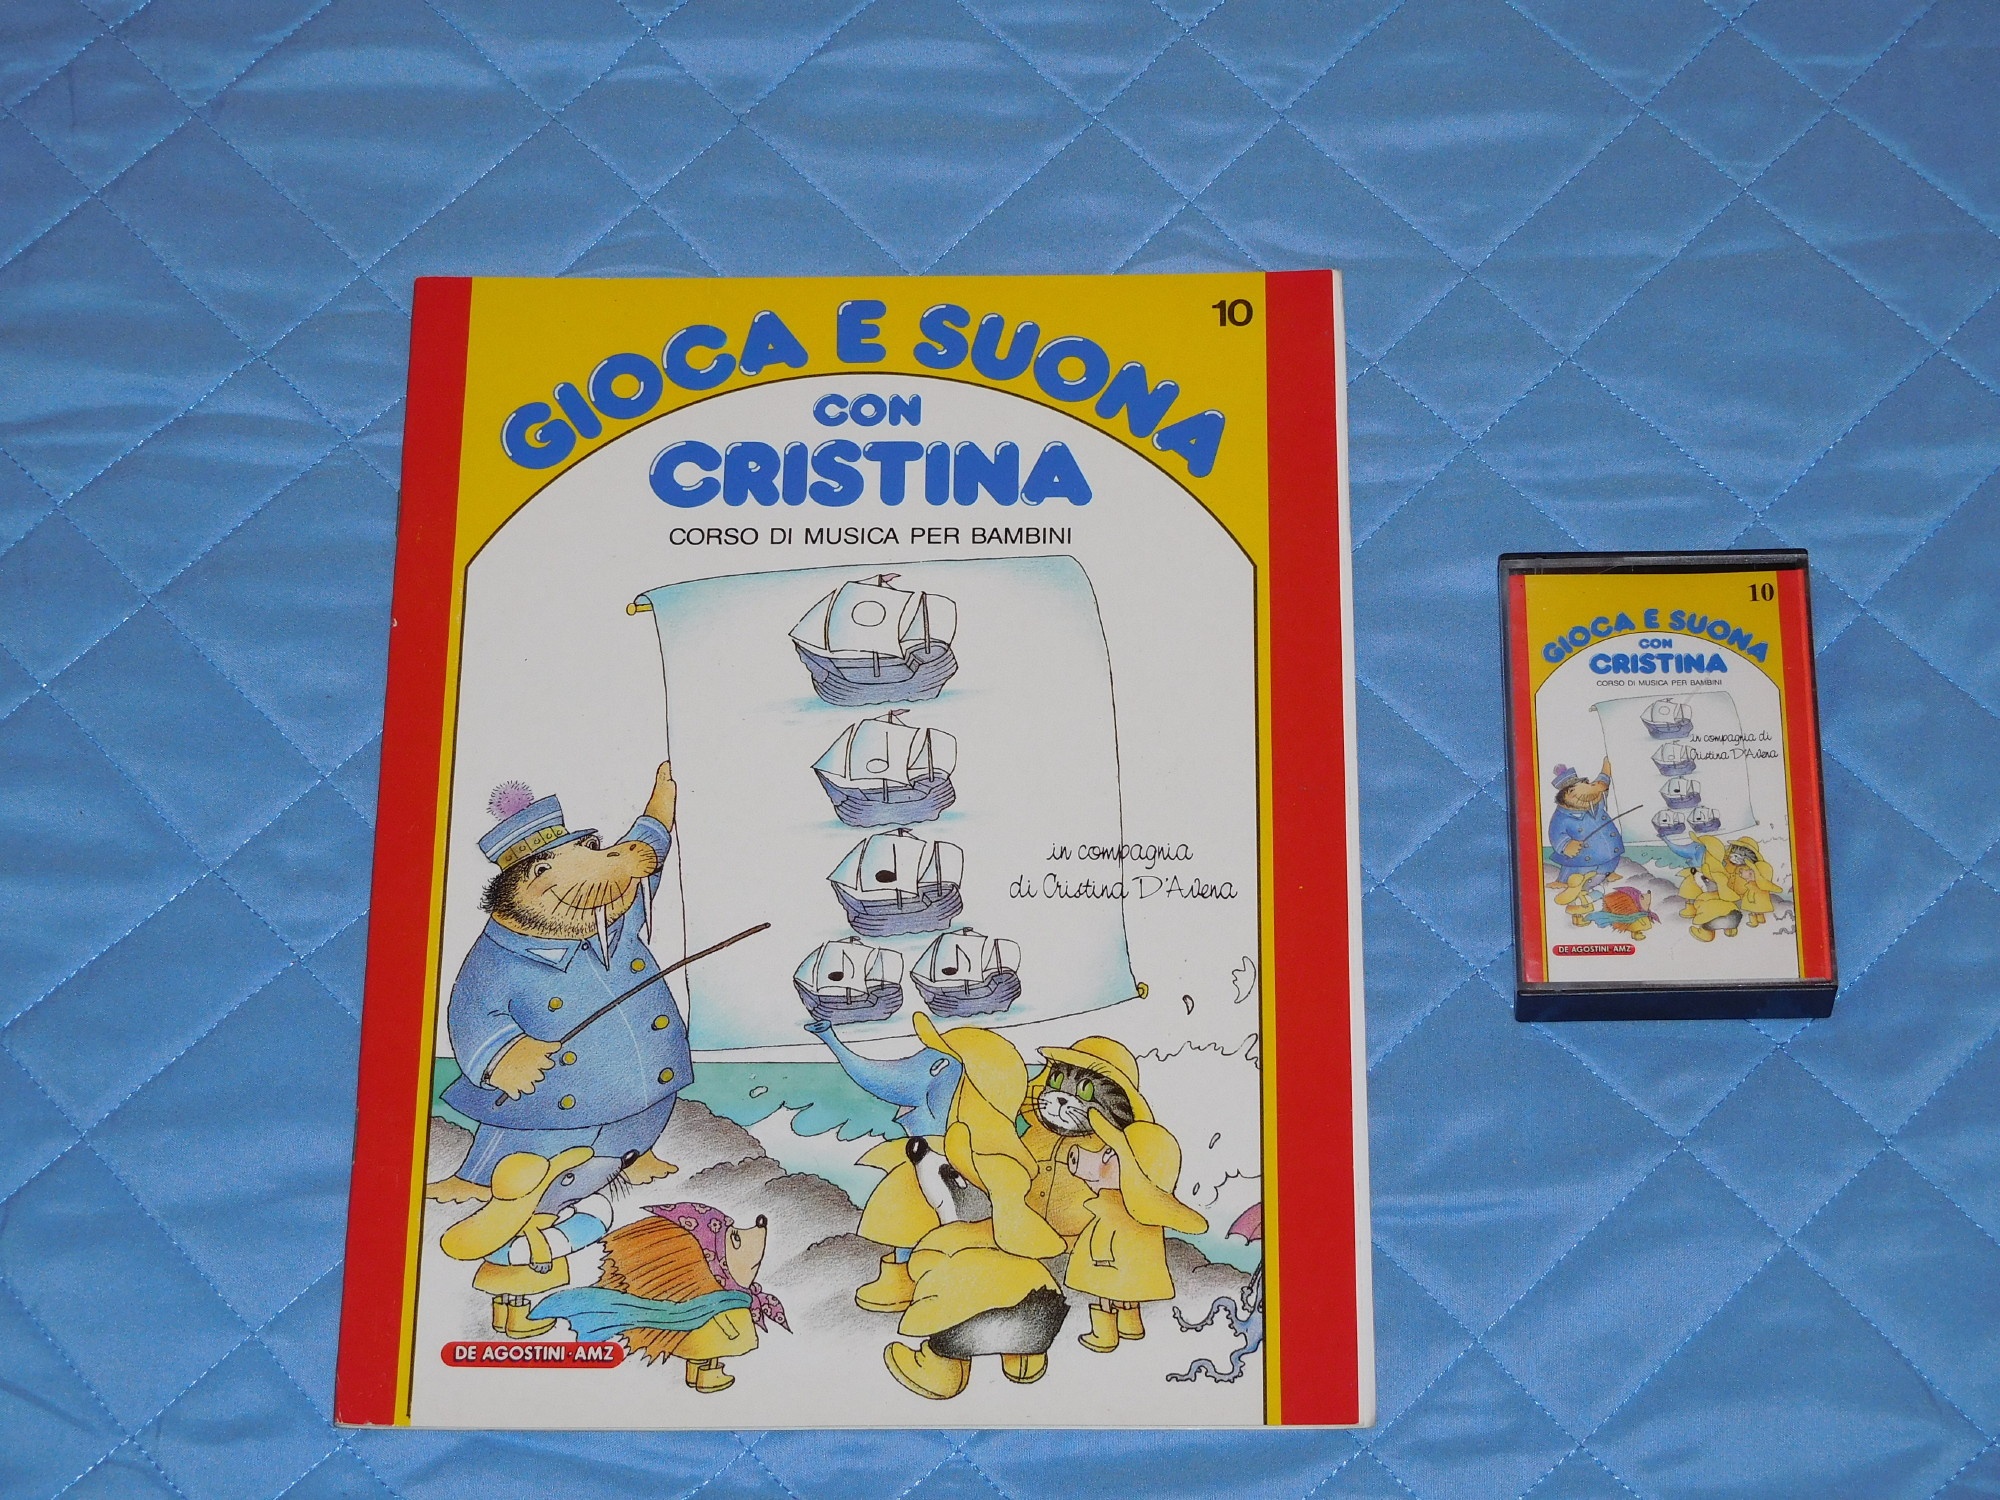 10
GIOCA E SUONA
CON
CRISTINA
CORSO DI MUSICA PER BAMBINI
in compagnia
di Cristina D'Avena
DE AGOSTINI·AMZ
10
GIOCA E SUONA
CON
CRISTINA
CORSO DI MUSICA PER BAMBINI
in compagnia di
Cristina D'Avena
DE AGOSTINI·AMZ